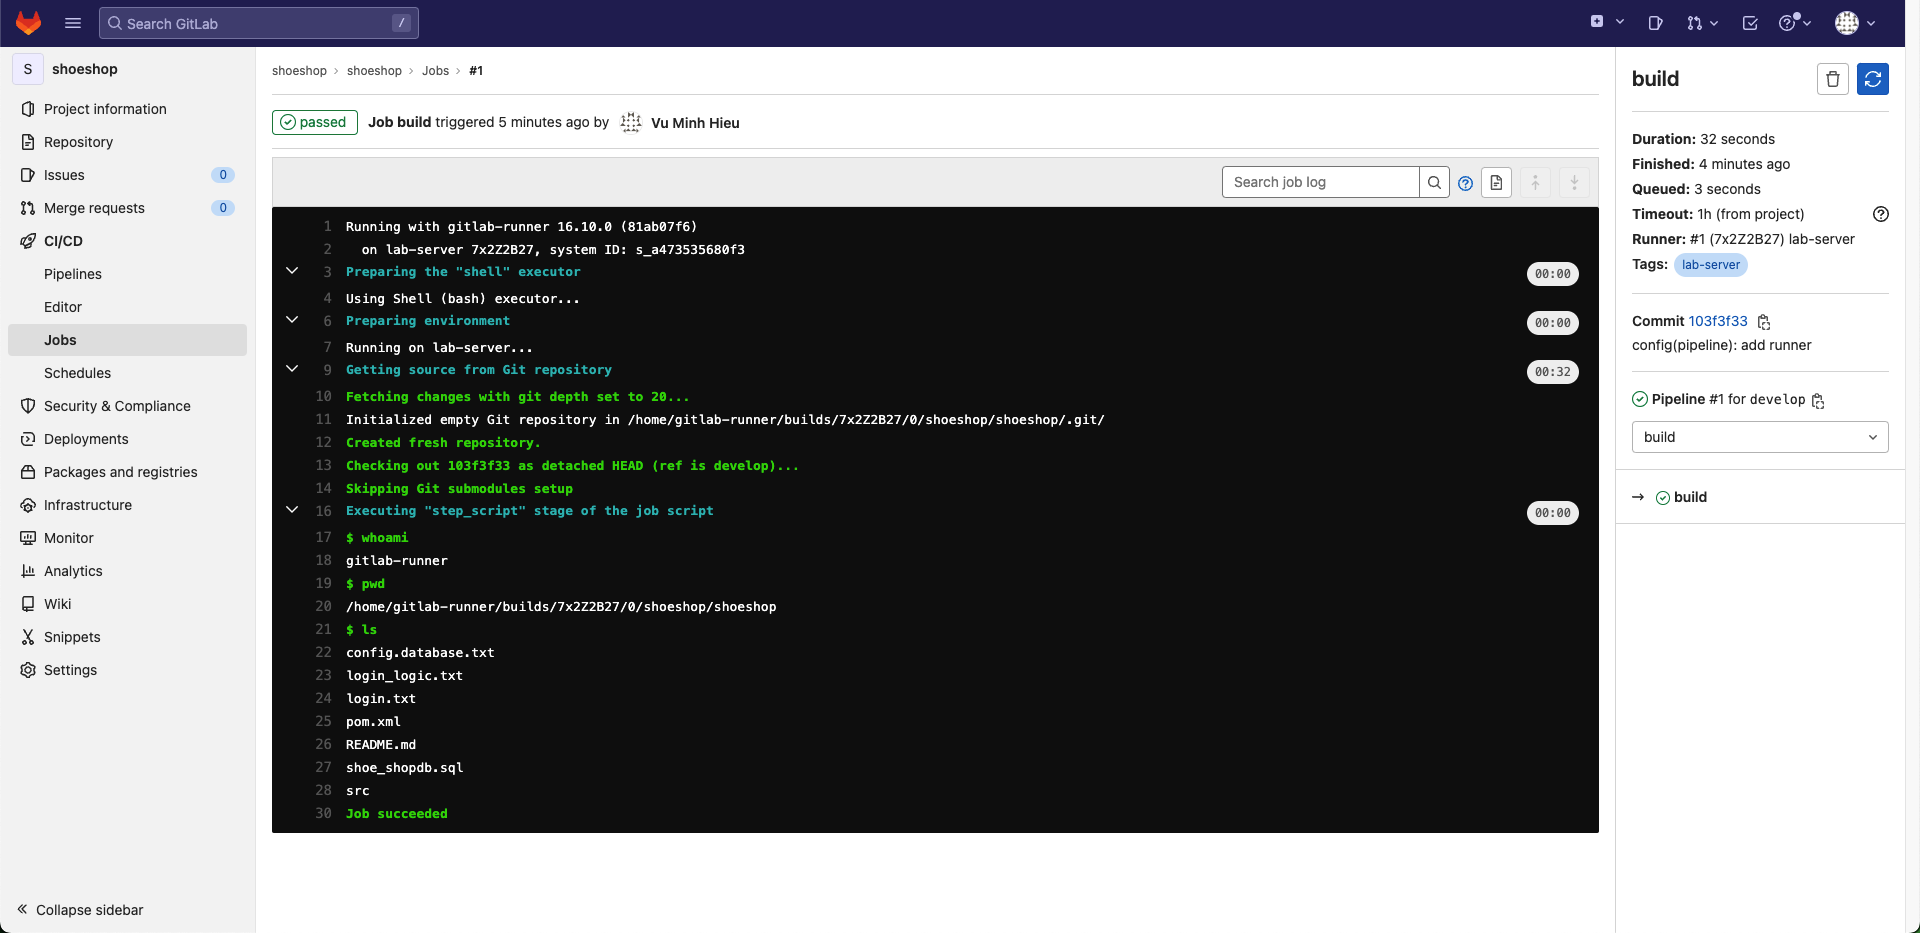 Search GitLab
/
S
shoeshop
Project information
Repository
Issues
0
Merge requests
0
CI/CD
Pipelines
Editor
Jobs
Schedules
Security & Compliance
Deployments
Packages and registries
Infrastructure
Monitor
Analytics
Wiki
Snippets
Settings
Collapse sidebar
shoeshop › shoeshop › Jobs › #1
passed Job build triggered 5 minutes ago by Vu Minh Hieu
Search job log
1 Running with gitlab-runner 16.10.0 (81ab07f6)
2 on lab-server 7x2Z2B27, system ID: s_a473535680f3
3 Preparing the "shell" executor 00:00
4 Using Shell (bash) executor...
6 Preparing environment 00:00
7 Running on lab-server...
9 Getting source from Git repository 00:32
10 Fetching changes with git depth set to 20...
11 Initialized empty Git repository in /home/gitlab-runner/builds/7x2Z2B27/0/shoeshop/shoeshop/.git/
12 Created fresh repository.
13 Checking out 103f3f33 as detached HEAD (ref is develop)...
14 Skipping Git submodules setup
16 Executing "step_script" stage of the job script 00:00
17 $ whoami
18 gitlab-runner
19 $ pwd
20 /home/gitlab-runner/builds/7x2Z2B27/0/shoeshop/shoeshop
21 $ ls
22 config.database.txt
23 login_logic.txt
24 login.txt
25 pom.xml
26 README.md
27 shoe_shopdb.sql
28 src
30 Job succeeded
build
Duration: 32 seconds
Finished: 4 minutes ago
Queued: 3 seconds
Timeout: 1h (from project)
Runner: #1 (7x2Z2B27) lab-server
Tags: lab-server
Commit 103f3f33
config(pipeline): add runner
Pipeline #1 for develop
build
→ build